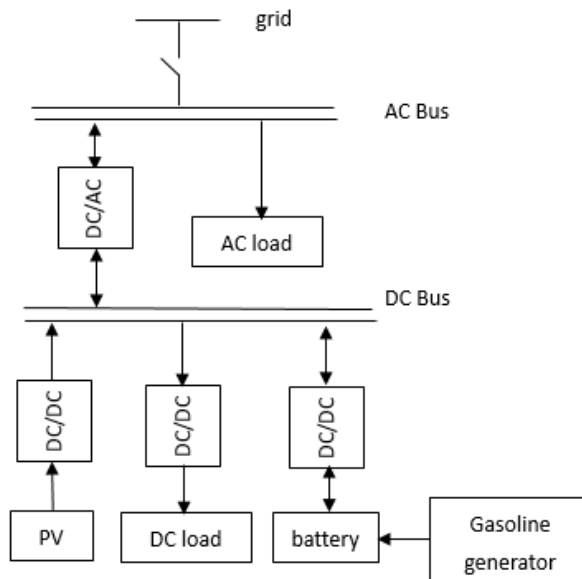 grid
AC Bus
DC/AC
AC load
DC Bus
DC/DC
DC/DC
DC/DC
PV
DC load
battery
Gasoline
generator